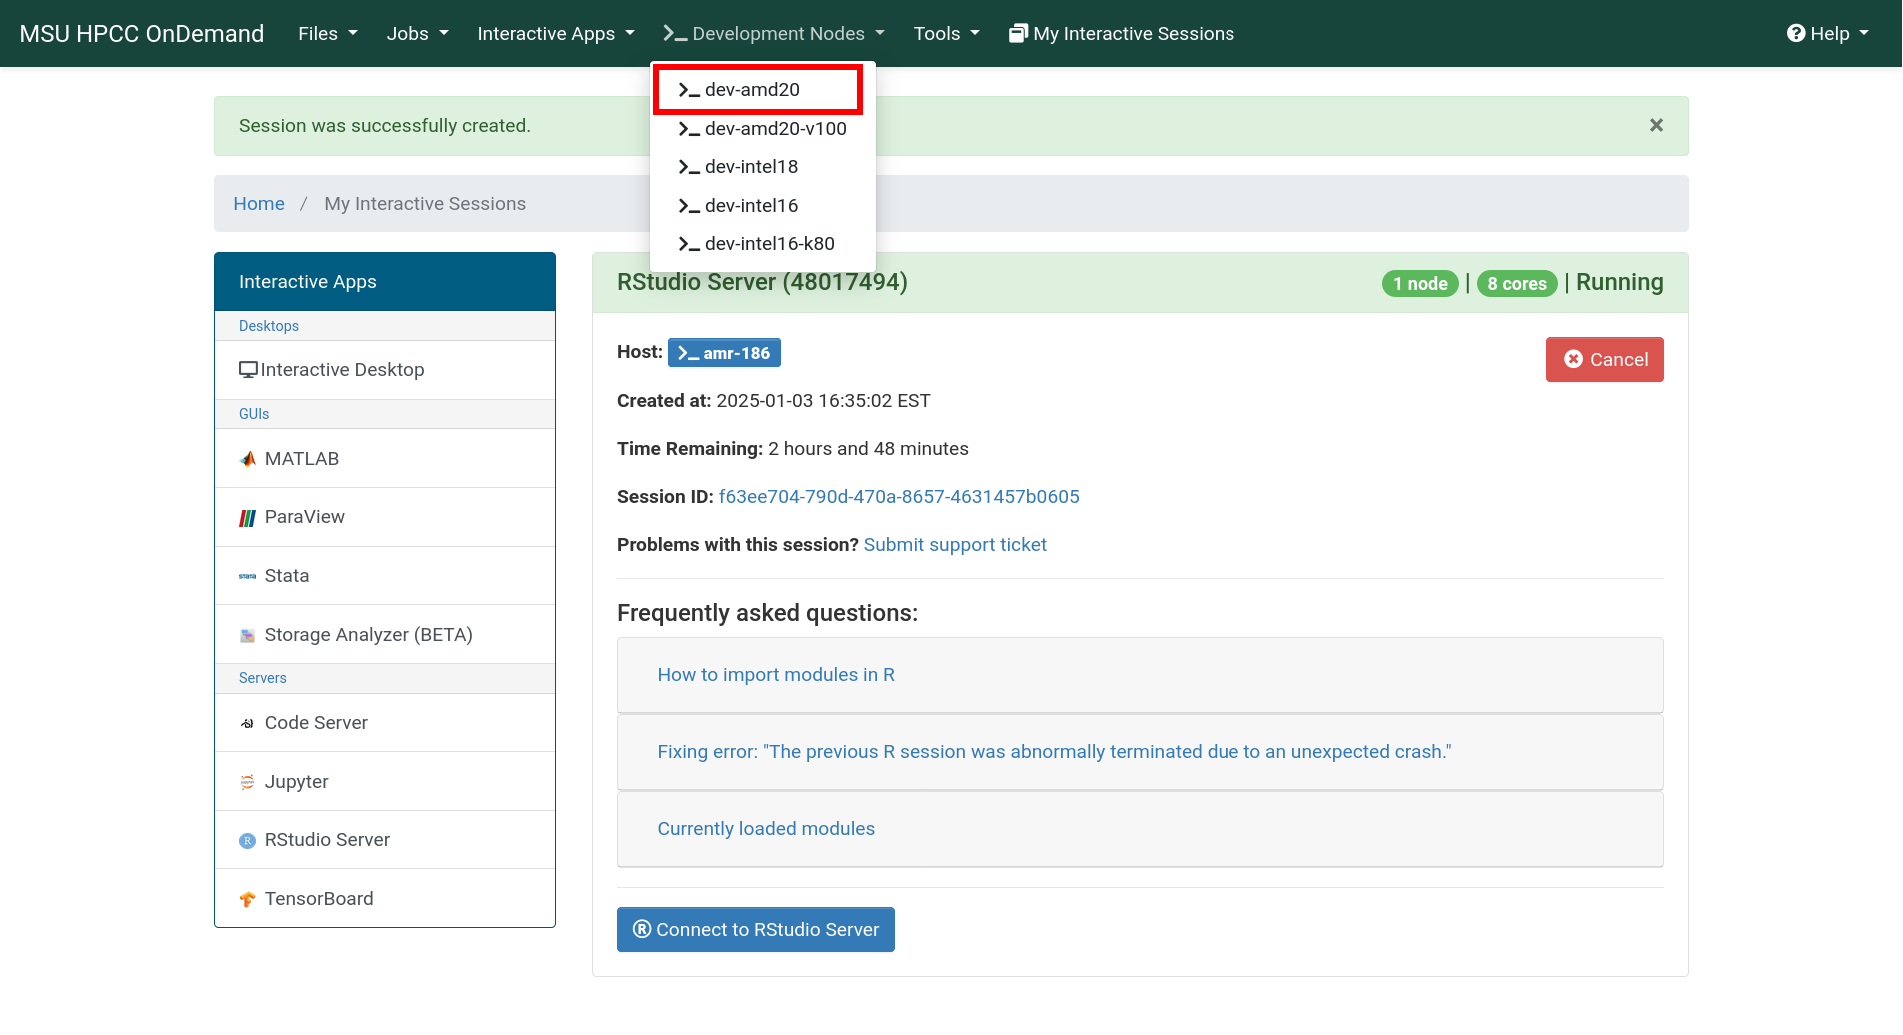 MSU HPCC OnDemand Files Jobs Interactive Apps Development Nodes Tools My Interactive Sessions Help
dev-amd20
dev-amd20-v100
dev-intel18
dev-intel16
dev-intel16-k80
Session was successfully created. ×
Home / My Interactive Sessions
Interactive Apps
Desktops
Interactive Desktop
GUIs
MATLAB
ParaView
Stata
Storage Analyzer (BETA)
Servers
Code Server
Jupyter
RStudio Server
TensorBoard
RStudio Server (48017494) 1 node | 8 cores | Running
Host: amr-186
Cancel
Created at: 2025-01-03 16:35:02 EST
Time Remaining: 2 hours and 48 minutes
Session ID: f63ee704-790d-470a-8657-4631457b0605
Problems with this session? Submit support ticket
Frequently asked questions:
How to import modules in R
Fixing error: "The previous R session was abnormally terminated due to an unexpected crash."
Currently loaded modules
Connect to RStudio Server